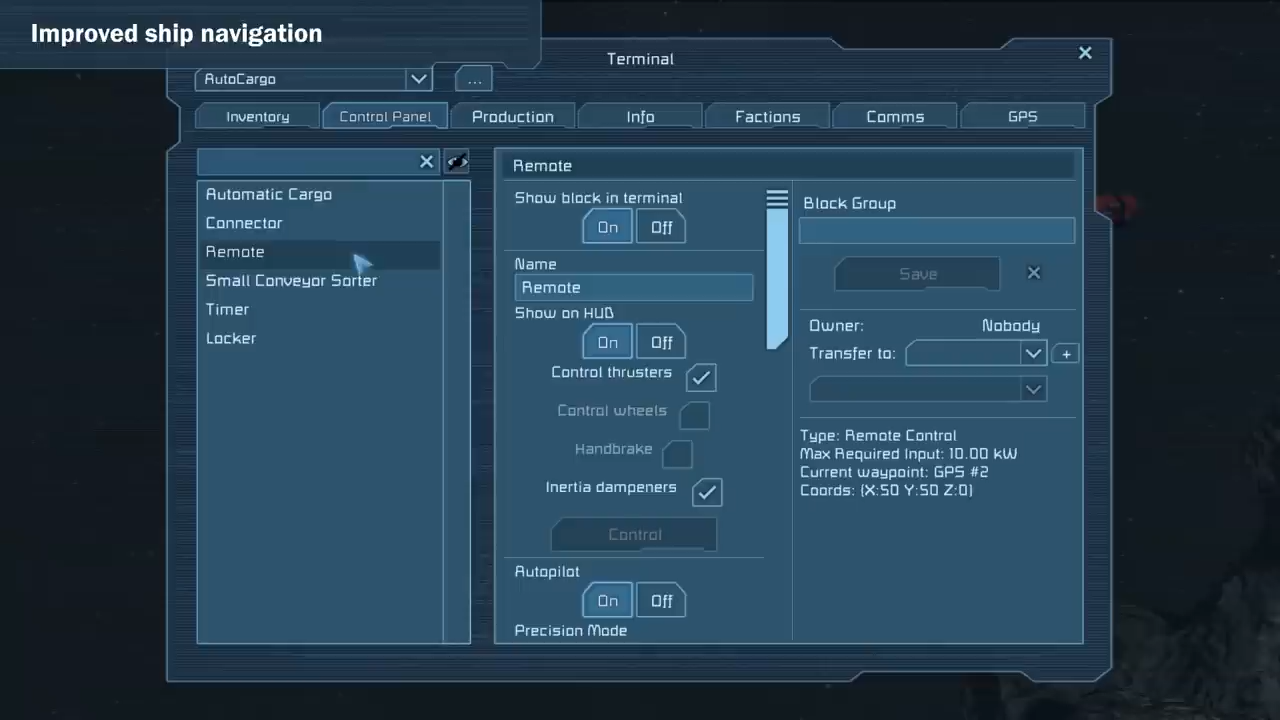 Improved ship navigation
Terminal
AutoCargo
...
Inventory
Control Panel
Production
Info
Factions
Comms
GPS
Automatic Cargo
Connector
Remote
Small Conveyor Sorter
Timer
Locker
Remote
Show block in terminal
On
Off
Name
Remote
Show on HUD
On
Off
Control thrusters
Control wheels
Handbrake
Inertia dampeners
Control
Autopilot
On
Off
Precision Mode
Block Group
Save
Owner: Nobody
Transfer to:
Type: Remote Control
Max Required Input: 10.00 kW
Current waypoint: GPS #2
Coords: (X:50 Y:50 Z:0)